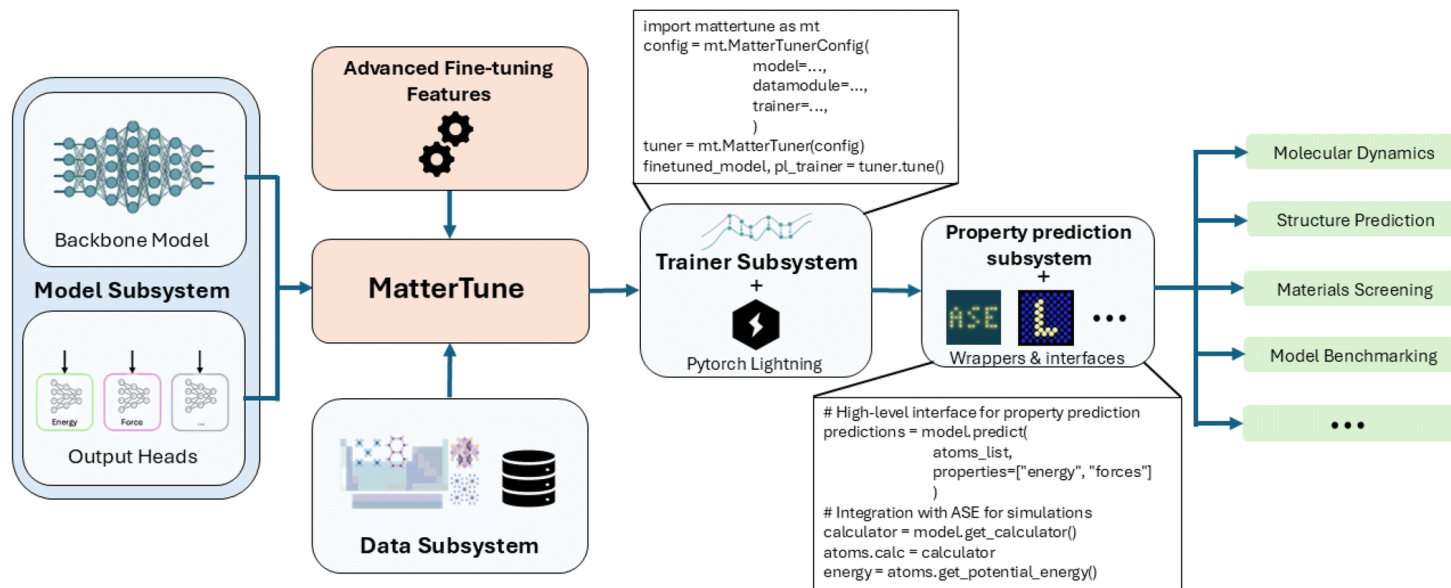 Backbone Model
Model Subsystem
Energy
Force
...
Output Heads
Advanced Fine-tuning
Features
MatterTune
Data Subsystem
import mattertune as mt
config = mt.MatterTunerConfig(
model=...,
datamodule=...,
trainer=...,
)
tuner = mt.MatterTuner(config)
finetuned_model, pl_trainer = tuner.tune()
Trainer Subsystem
+
Pytorch Lightning
Property prediction
subsystem
+
ASE
L
•••
Wrappers & interfaces
# High-level interface for property prediction
predictions = model.predict(
atoms_list,
properties=["energy", "forces"]
)
# Integration with ASE for simulations
calculator = model.get_calculator()
atoms.calc = calculator
energy = atoms.get_potential_energy()
Molecular Dynamics
Structure Prediction
Materials Screening
Model Benchmarking
•••